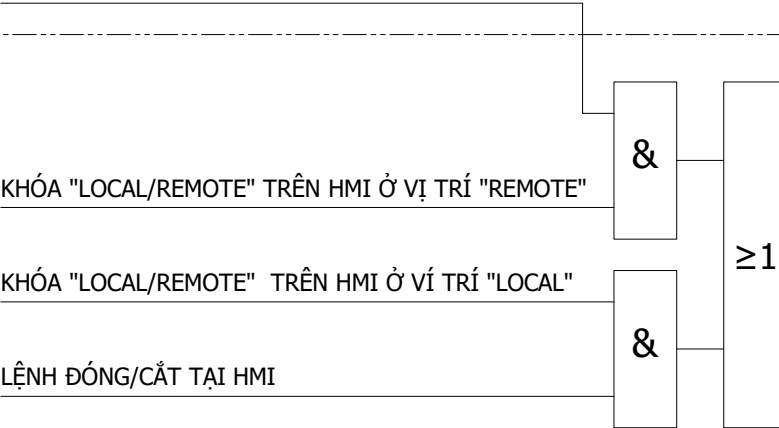 &
KHÓA "LOCAL/REMOTE" TRÊN HMI Ở VỊ TRÍ "REMOTE"
≥1
KHÓA "LOCAL/REMOTE" TRÊN HMI Ở VÍ TRÍ "LOCAL"
&
LỆNH ĐÓNG/CẮT TẠI HMI